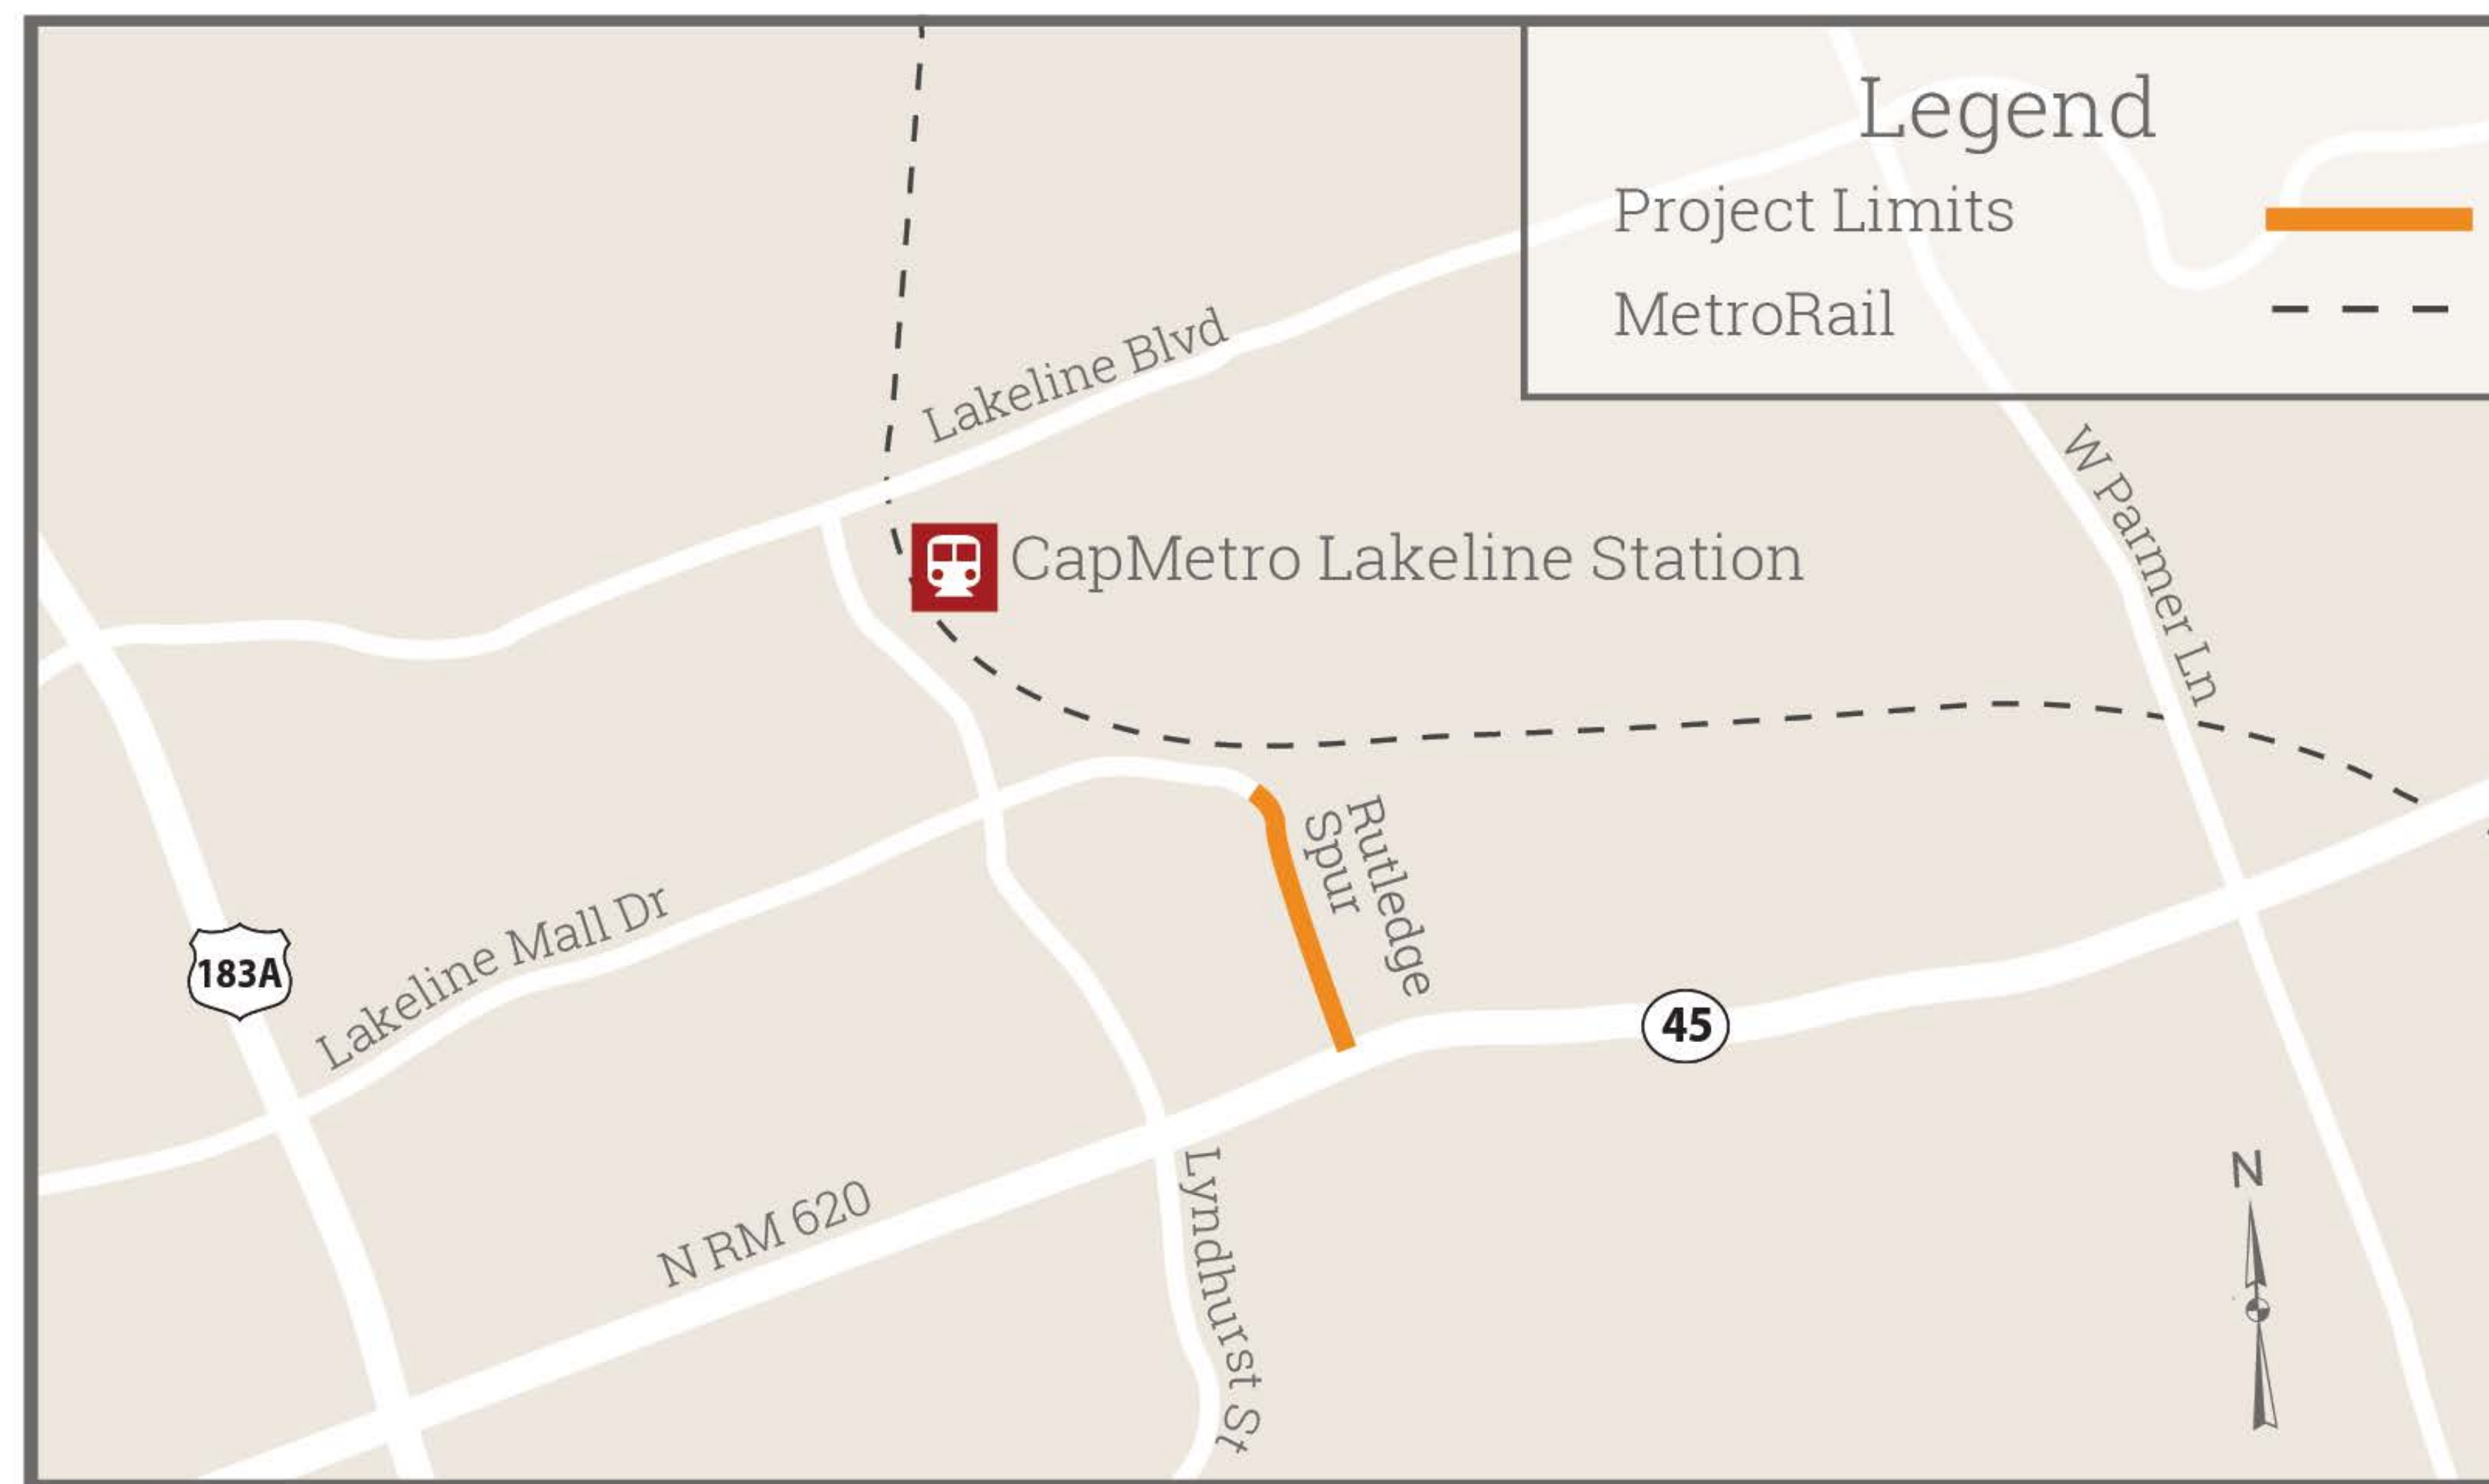 Legend
Project Limits
MetroRail
Lakeline Blvd
W Parmer Ln
CapMetro Lakeline Station
Rutledge
Spur
183A
Lakeline Mall Dr
45
N RM 620
Lyndhurst St
N